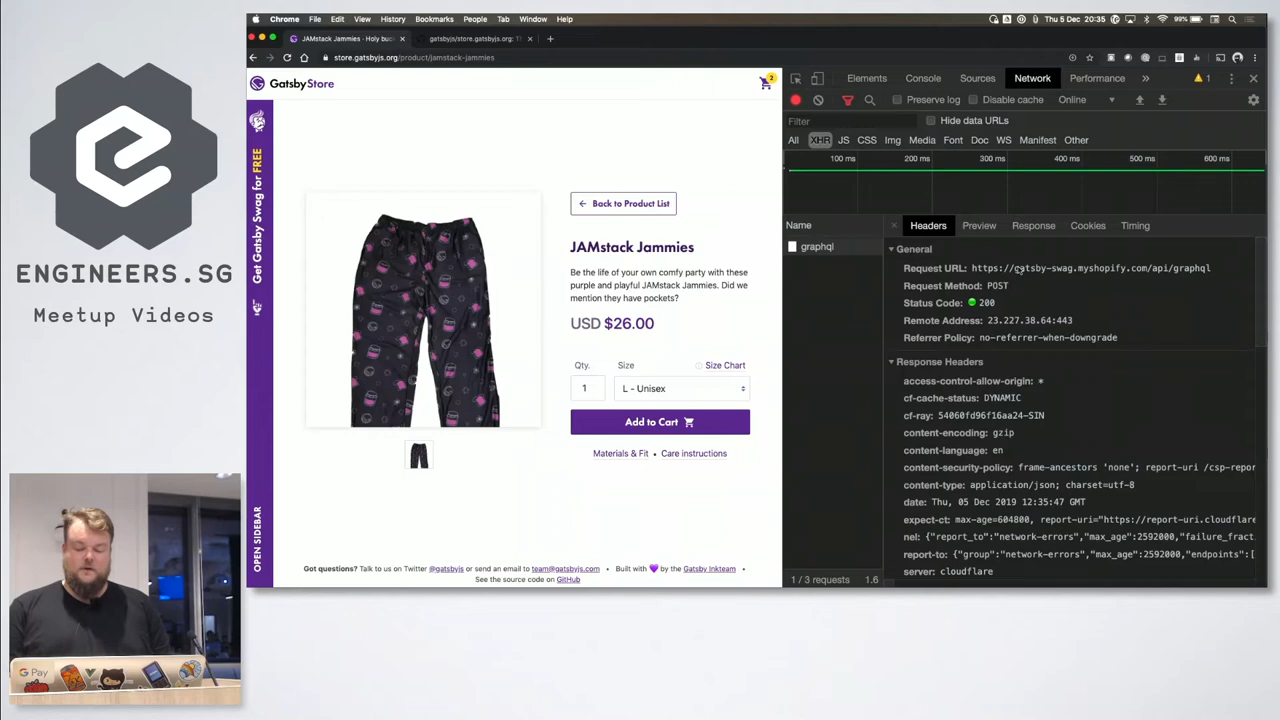 Chrome File Edit View History Bookmarks People Tab Window Help
Thu 5 Dec 20:35
99%
JAMstack Jammies - Holy buc
gatsbyjs/store.gatsbyjs.org: Th
store.gatsbyjs.org/product/jamstack-jammies
GatsbyStore
2
Get Gatsby Swag for FREE
OPEN SIDEBAR
Back to Product List
JAMstack Jammies
Be the life of your own comfy party with these
purple and playful JAMstack Jammies. Did we
mention they have pockets?
USD $26.00
Qty. Size Size Chart
1 L - Unisex
Add to Cart
Materials & Fit • Care instructions
Got questions? Talk to us on Twitter @gatsbyjs or send an email to team@gatsbyjs.com • Built with 💜 by the Gatsby Inkteam •
See the source code on GitHub
Elements Console Sources Network Performance » 1
Preserve log Disable cache Online
Filter Hide data URLs
All XHR JS CSS Img Media Font Doc WS Manifest Other
100 ms 200 ms 300 ms 400 ms 500 ms 600 ms
Name Headers Preview Response Cookies Timing
graphql
General
Request URL: https://gatsby-swag.myshopify.com/api/graphql
Request Method: POST
Status Code: 200
Remote Address: 23.227.38.64:443
Referrer Policy: no-referrer-when-downgrade
Response Headers
access-control-allow-origin: *
cf-cache-status: DYNAMIC
cf-ray: 54060fd96f16aa24-SIN
content-encoding: gzip
content-language: en
content-security-policy: frame-ancestors 'none'; report-uri /csp-repor
content-type: application/json; charset=utf-8
date: Thu, 05 Dec 2019 12:35:47 GMT
expect-ct: max-age=604800, report-uri="https://report-uri.cloudflare
nel: {"report_to":"network-errors","max_age":2592000,"failure_fract
report-to: {"group":"network-errors","max_age":2592000,"endpoints":[
server: cloudflare
1 / 3 requests 1.6
ENGINEERS.SG
Meetup Videos
G Pay